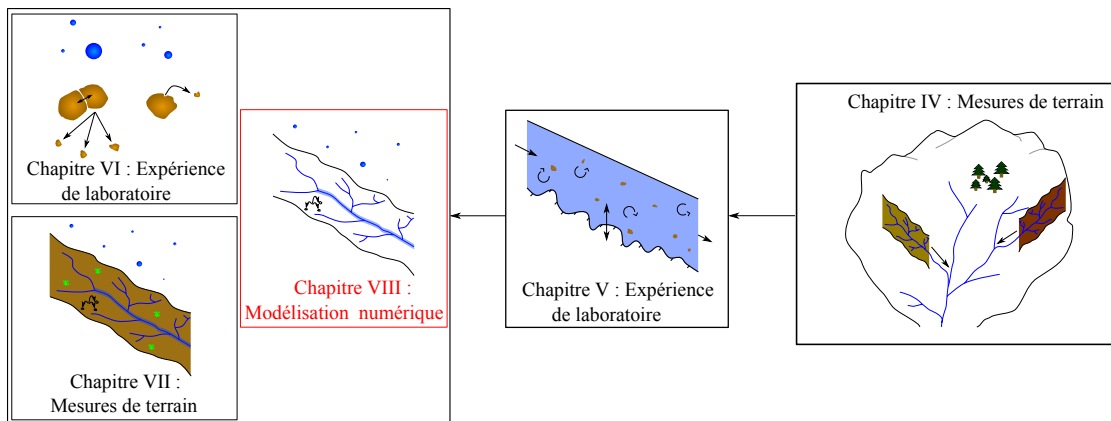 Chapitre VI : Expérience
de laboratoire
Chapitre VII :
Mesures de terrain
Chapitre VIII :
Modélisation numérique
Chapitre V : Expérience
de laboratoire
Chapitre IV : Mesures de terrain